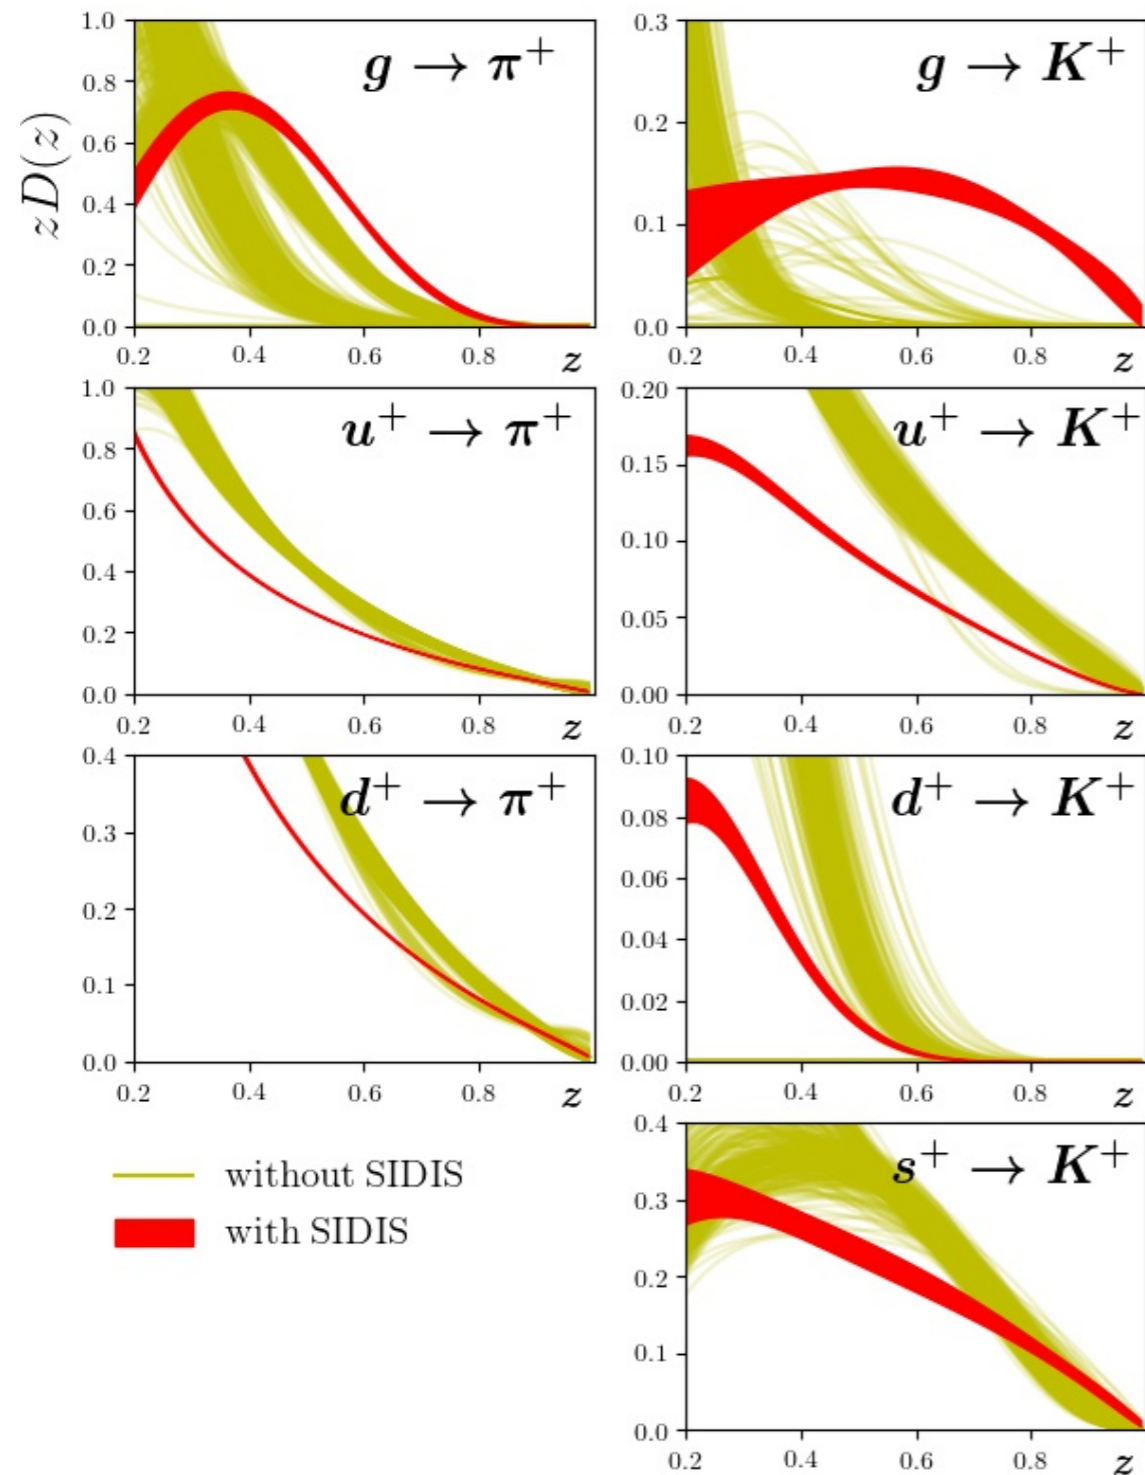 1.0
0.8
0.6
0.4
0.2
0.0
zD(z)
g → π⁺
0.2 0.4 0.6 0.8 z
0.3
0.2
0.1
0.0
g → K⁺
0.2 0.4 0.6 0.8 z
1.0
0.8
0.6
0.4
0.2
0.0
u⁺ → π⁺
0.2 0.4 0.6 0.8 z
0.20
0.15
0.10
0.05
0.00
u⁺ → K⁺
0.2 0.4 0.6 0.8 z
0.4
0.3
0.2
0.1
0.0
d⁺ → π⁺
0.2 0.4 0.6 0.8 z
0.10
0.08
0.06
0.04
0.02
0.00
d⁺ → K⁺
0.2 0.4 0.6 0.8 z
without SIDIS
with SIDIS
0.4
0.3
0.2
0.1
0.0
s⁺ → K⁺
0.2 0.4 0.6 0.8 z